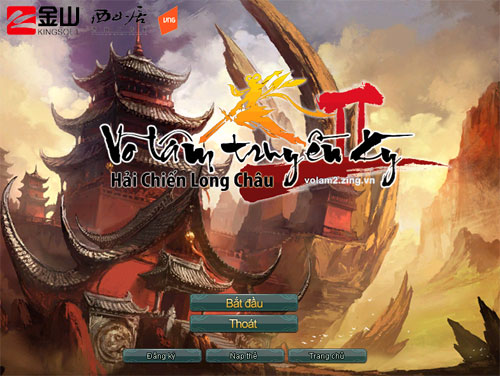 金山 西山居 VNG
KINGSOFT
II
Võ lâm truyền kỳ
Hải Chiến Long Châu
volam2.zing.vn
Bắt đầu
Thoát
Đăng ký Nạp thẻ Trang chủ